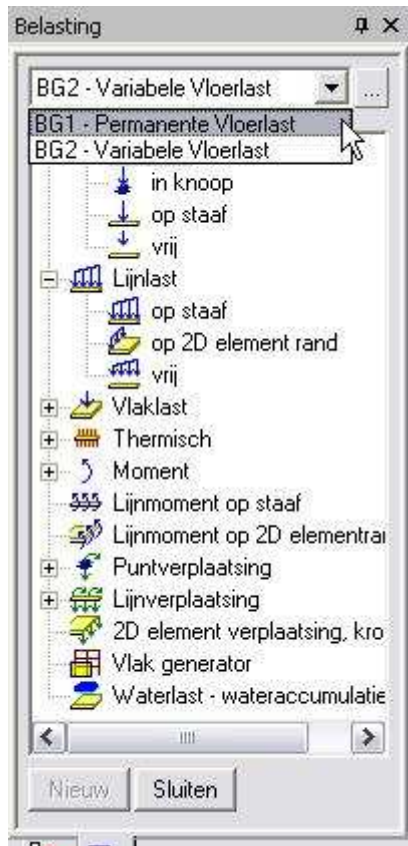 Belasting
BG2 - Variabele Vloerlast
...
BG1 - Permanente Vloerlast
BG2 - Variabele Vloerlast
in knoop
op staaf
vrij
Lijnlast
op staaf
op 2D element rand
vrij
Vlaklast
Thermisch
Moment
Lijnmoment op staaf
Lijnmoment op 2D elementra
Puntverplaatsing
Lijnverplaatsing
2D element verplaatsing, kro
Vlak generator
Waterlast - wateraccumulatie
Nieuw
Sluiten